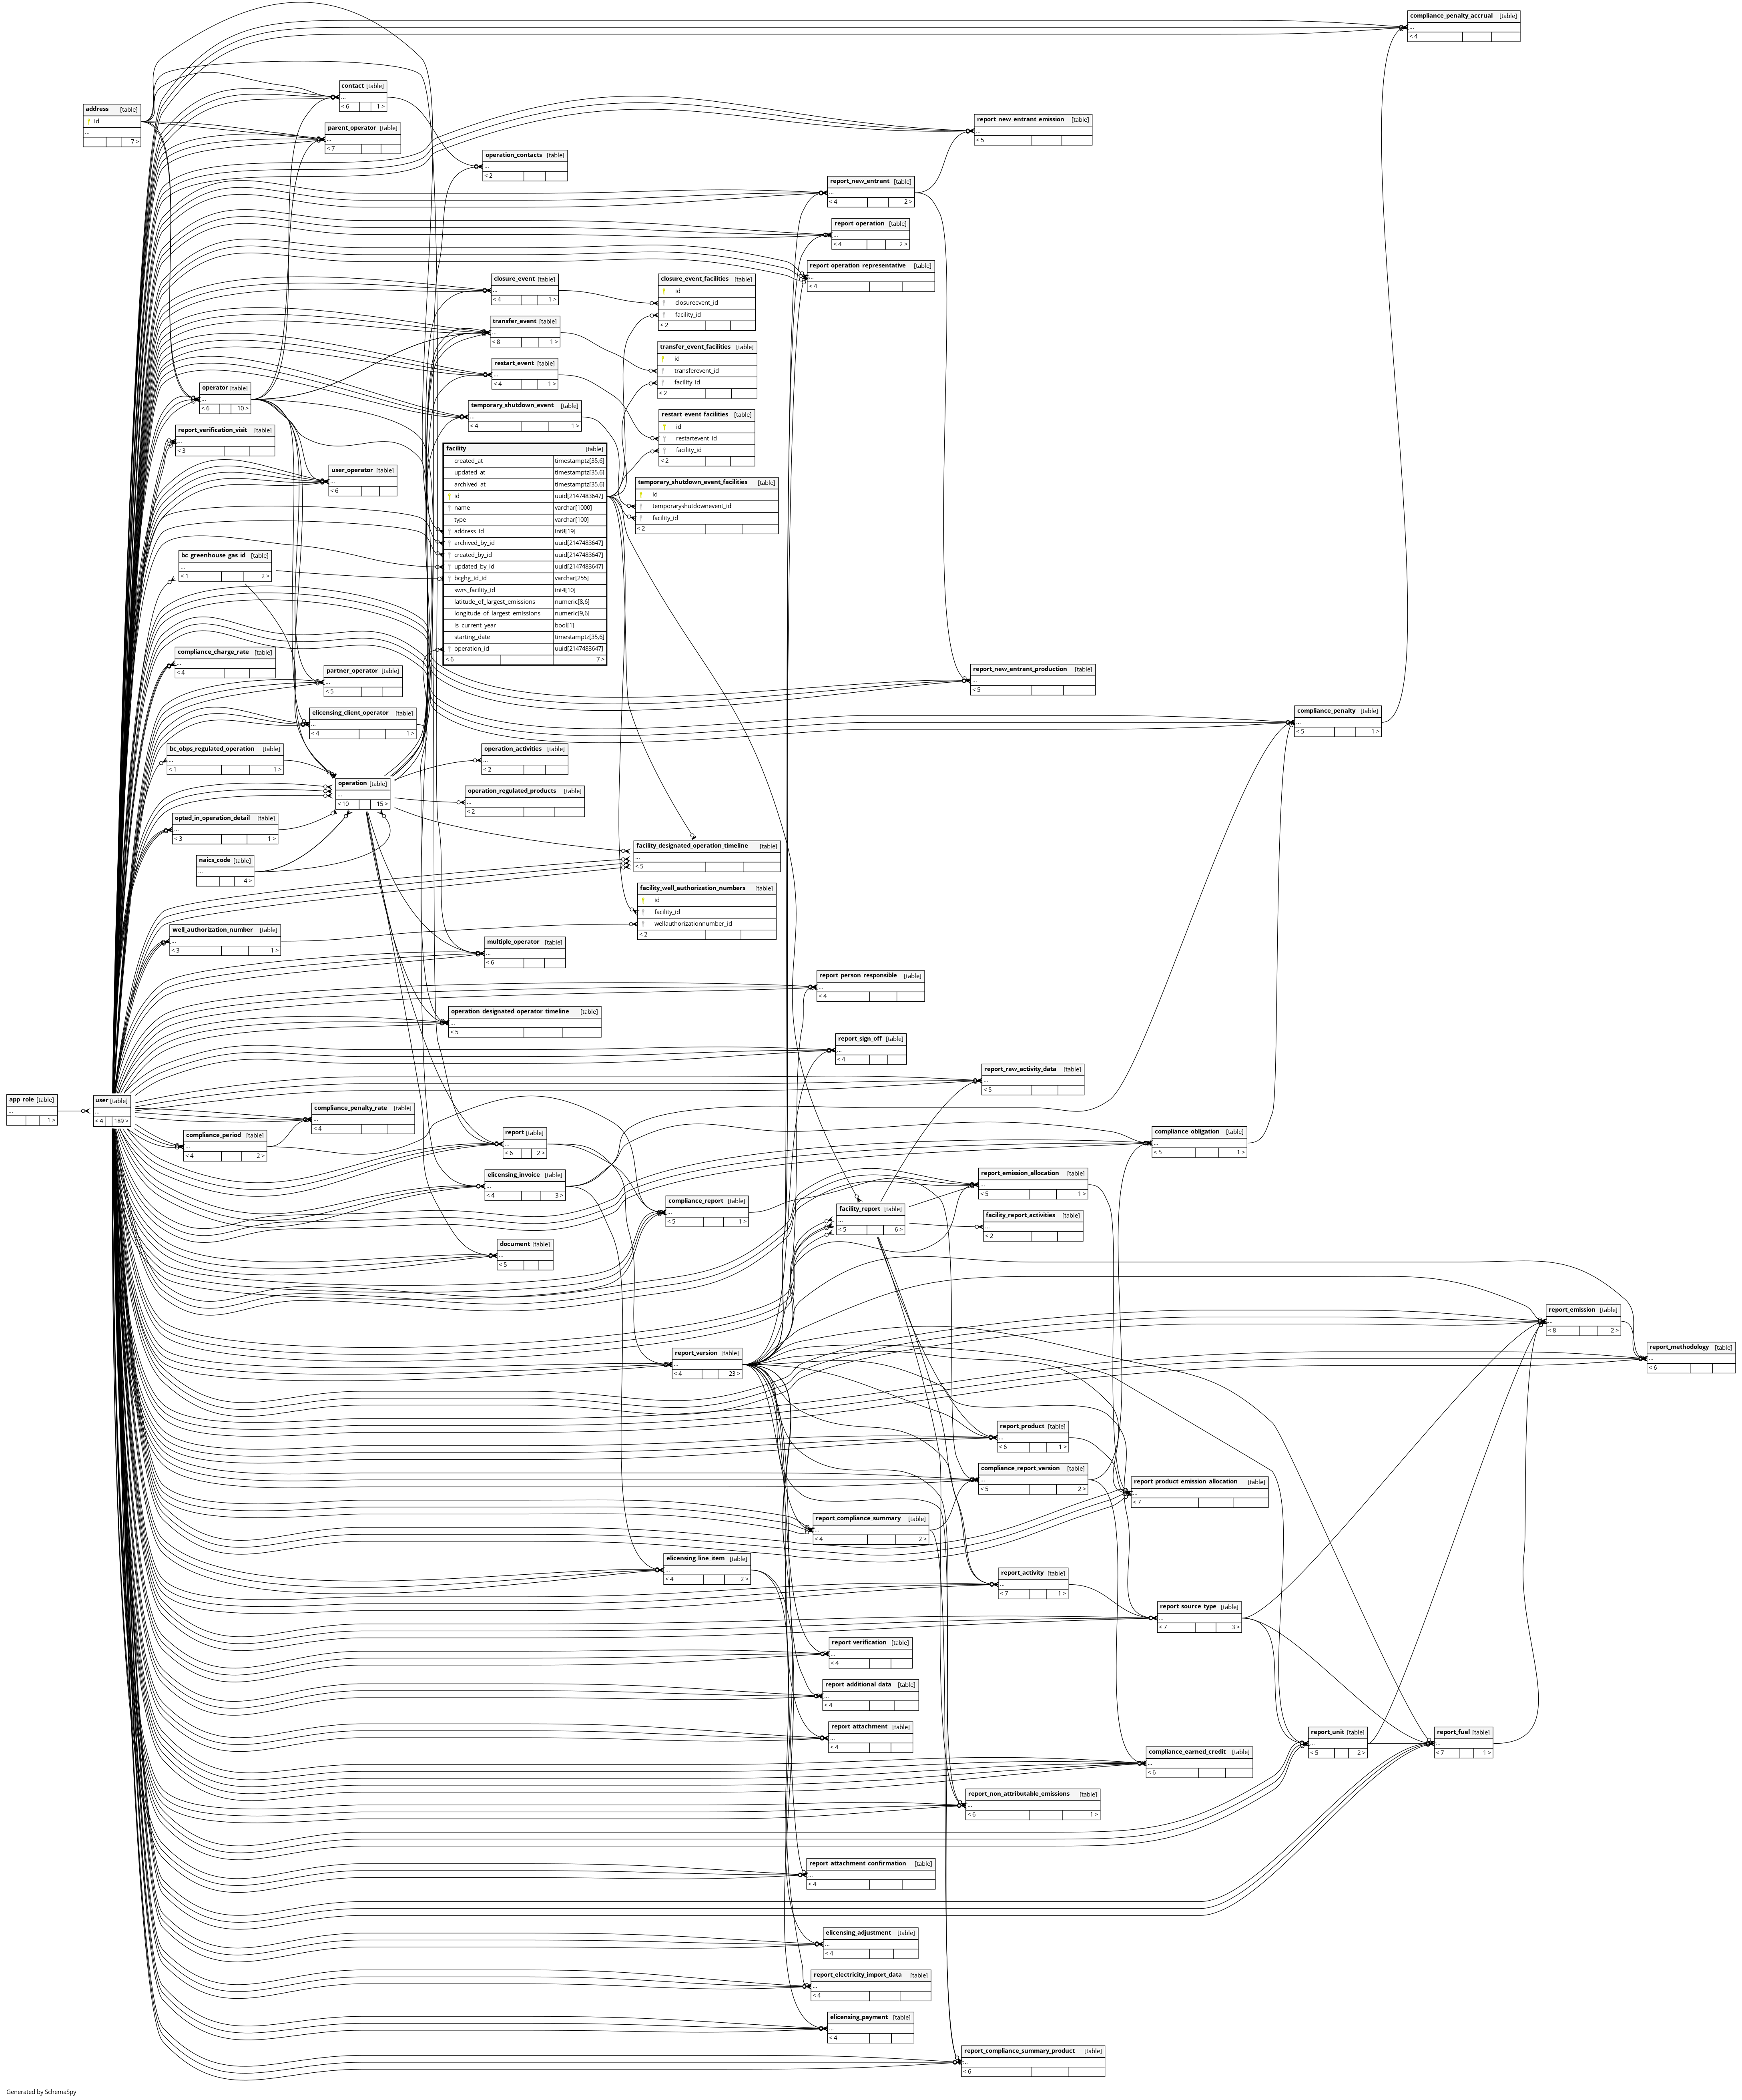 compliance_penalty_accrual [table]
...
< 4
contact [table]
...
< 6 1 >
address [table]
id
...
7 >
parent_operator [table]
...
< 7
report_new_entrant_emission [table]
...
< 5
operation_contacts [table]
...
< 2
report_new_entrant [table]
...
< 4 2 >
report_operation [table]
...
< 4 2 >
report_operation_representative [table]
...
< 4
closure_event [table]
...
< 4 1 >
closure_event_facilities [table]
id
closureevent_id
facility_id
< 2
transfer_event [table]
...
< 8 1 >
transfer_event_facilities [table]
id
transferevent_id
facility_id
< 2
restart_event [table]
...
< 4 1 >
operator [table]
...
< 6 10 >
temporary_shutdown_event [table]
...
< 4 1 >
restart_event_facilities [table]
id
restartevent_id
facility_id
< 2
report_verification_visit [table]
...
< 3
facility [table]
created_at timestamptz[35,6]
updated_at timestamptz[35,6]
archived_at timestamptz[35,6]
id uuid[2147483647]
name varchar[1000]
type varchar[100]
address_id int8[19]
archived_by_id uuid[2147483647]
created_by_id uuid[2147483647]
updated_by_id uuid[2147483647]
bcghg_id_id varchar[255]
swrs_facility_id int4[10]
latitude_of_largest_emissions numeric[8,6]
longitude_of_largest_emissions numeric[9,6]
is_current_year bool[1]
starting_date timestamptz[35,6]
operation_id uuid[2147483647]
< 6 7 >
user_operator [table]
...
< 6
temporary_shutdown_event_facilities [table]
id
temporaryshutdownevent_id
facility_id
< 2
bc_greenhouse_gas_id [table]
...
< 1 2 >
compliance_charge_rate [table]
...
< 4
partner_operator [table]
...
< 5
report_new_entrant_production [table]
...
< 5
elicensing_client_operator [table]
...
< 4 1 >
compliance_penalty [table]
...
< 5 1 >
bc_obps_regulated_operation [table]
...
< 1 1 >
operation_activities [table]
...
< 2
operation [table]
...
< 10 15 >
operation_regulated_products [table]
...
< 2
opted_in_operation_detail [table]
...
< 3 1 >
facility_designated_operation_timeline [table]
...
< 5
naics_code [table]
...
4 >
facility_well_authorization_numbers [table]
id
facility_id
wellauthorizationnumber_id
< 2
well_authorization_number [table]
...
< 3 1 >
multiple_operator [table]
...
< 6
report_person_responsible [table]
...
< 4
operation_designated_operator_timeline [table]
...
< 5
report_sign_off [table]
...
< 4
report_raw_activity_data [table]
...
< 5
app_role [table]
...
1 >
user [table]
...
< 4 189 >
compliance_penalty_rate [table]
...
< 4
compliance_period [table]
...
< 4 2 >
report [table]
...
< 6 2 >
compliance_obligation [table]
...
< 5 1 >
elicensing_invoice [table]
...
< 4 3 >
report_emission_allocation [table]
...
< 5 1 >
compliance_report [table]
...
< 5 1 >
facility_report [table]
...
< 5 6 >
facility_report_activities [table]
...
< 2
document [table]
...
< 5
report_emission [table]
...
< 8 2 >
report_methodology [table]
...
< 6
report_version [table]
...
< 4 23 >
report_product [table]
...
< 6 1 >
compliance_report_version [table]
...
< 5 2 >
report_product_emission_allocation [table]
...
< 7
report_compliance_summary [table]
...
< 4 2 >
elicensing_line_item [table]
...
< 4 2 >
report_activity [table]
...
< 7 1 >
report_source_type [table]
...
< 7 3 >
report_verification [table]
...
< 4
report_additional_data [table]
...
< 4
report_attachment [table]
...
< 4
report_unit [table]
...
< 5 2 >
report_fuel [table]
...
< 7 1 >
compliance_earned_credit [table]
...
< 6
report_non_attributable_emissions [table]
...
< 6 1 >
report_attachment_confirmation [table]
...
< 4
elicensing_adjustment [table]
...
< 4
report_electricity_import_data [table]
...
< 4
elicensing_payment [table]
...
< 4
report_compliance_summary_product [table]
...
< 6
Generated by SchemaSpy